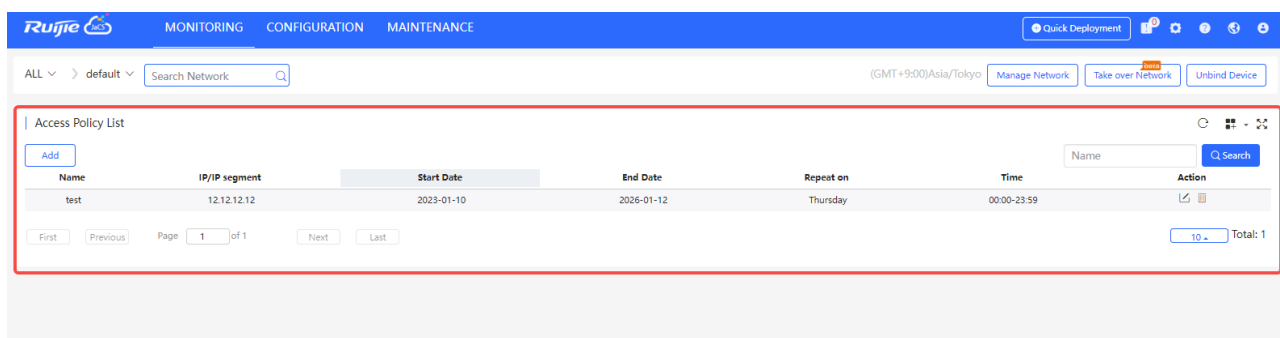 Ruijie JaCS MONITORING CONFIGURATION MAINTENANCE Quick Deployment 0
ALL default Search Network (GMT+9:00)Asia/Tokyo Manage Network Take over Network beta Unbind Device
Access Policy List
Add Name Search
Name IP/IP segment Start Date End Date Repeat on Time Action
test 12.12.12.12 2023-01-10 2026-01-12 Thursday 00:00-23:59
First Previous Page 1 of 1 Next Last 10 Total: 1